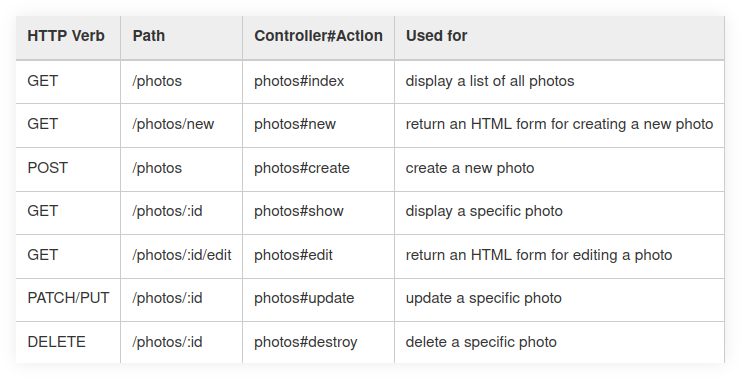 HTTP Verb Path Controller#Action Used for
GET /photos photos#index display a list of all photos
GET /photos/new photos#new return an HTML form for creating a new photo
POST /photos photos#create create a new photo
GET /photos/:id photos#show display a specific photo
GET /photos/:id/edit photos#edit return an HTML form for editing a photo
PATCH/PUT /photos/:id photos#update update a specific photo
DELETE /photos/:id photos#destroy delete a specific photo